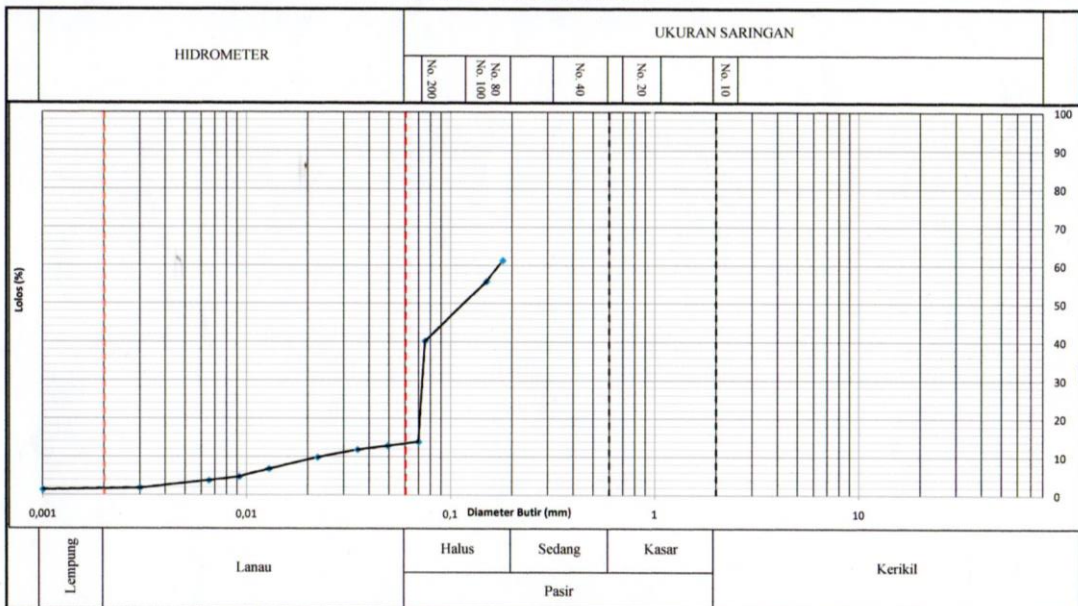 HIDROMETER
UKURAN SARINGAN
No. 200
No. 100
No. 80
No. 40
No. 20
No. 10
Lolos (%)
100
90
80
70
60
50
40
30
20
10
0
0,001
0,01
0,1
Diameter Butir (mm)
1
10
Lempung
Lanau
Halus
Sedang
Kasar
Pasir
Kerikil